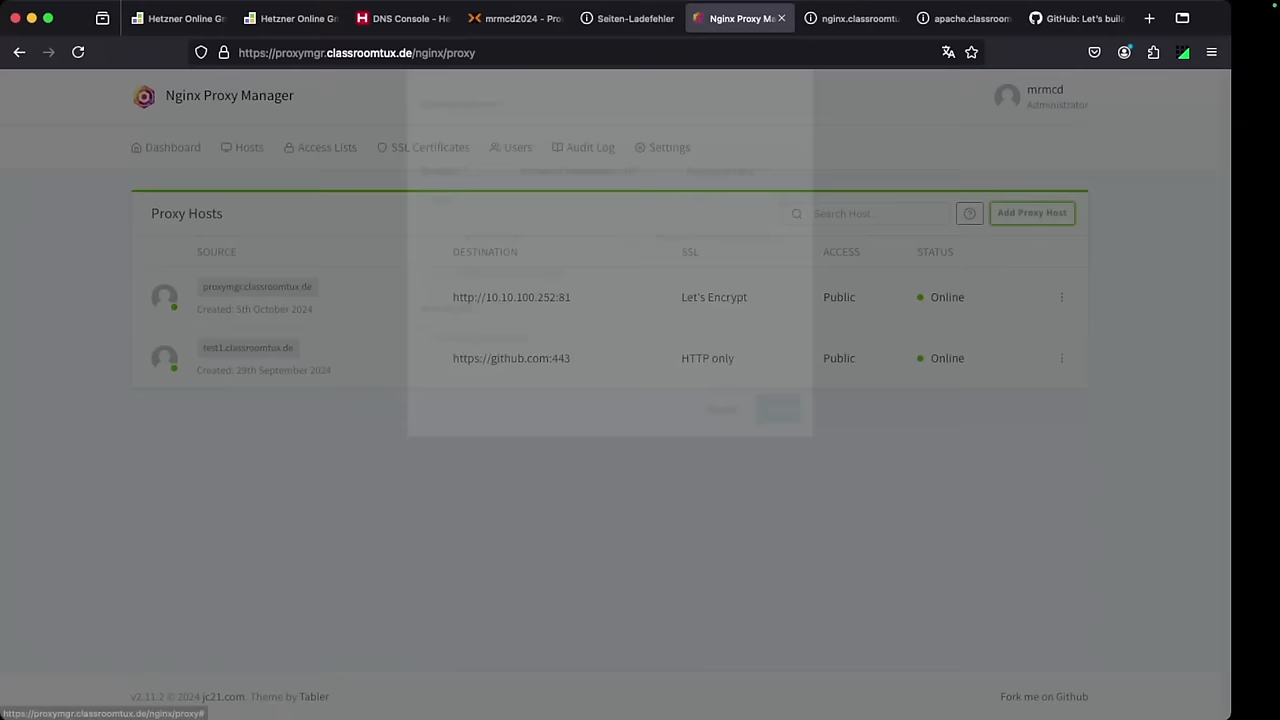 Hetzner Online Gr
Hetzner Online Gr
DNS Console - He
mrmcd2024 - Pro
Seiten-Ladefehler
Nginx Proxy Ma
nginx.classroomtu
apache.classroom
GitHub: Let's build
https://proxymgr.classroomtux.de/nginx/proxy
Nginx Proxy Manager
mrmcd
Administrator
Dashboard
Hosts
Access Lists
SSL Certificates
Users
Audit Log
Settings
Proxy Hosts
Search Host...
Add Proxy Host
SOURCE
DESTINATION
SSL
ACCESS
STATUS
proxymgr.classroomtux.de
Created: 5th October 2024
http://10.10.100.252:81
Let's Encrypt
Public
Online
test1.classroomtux.de
Created: 29th September 2024
https://github.com:443
HTTP only
Public
Online
v2.11.2 © 2024 jc21.com. Theme by Tabler
Fork me on Github
https://proxymgr.classroomtux.de/nginx/proxy#